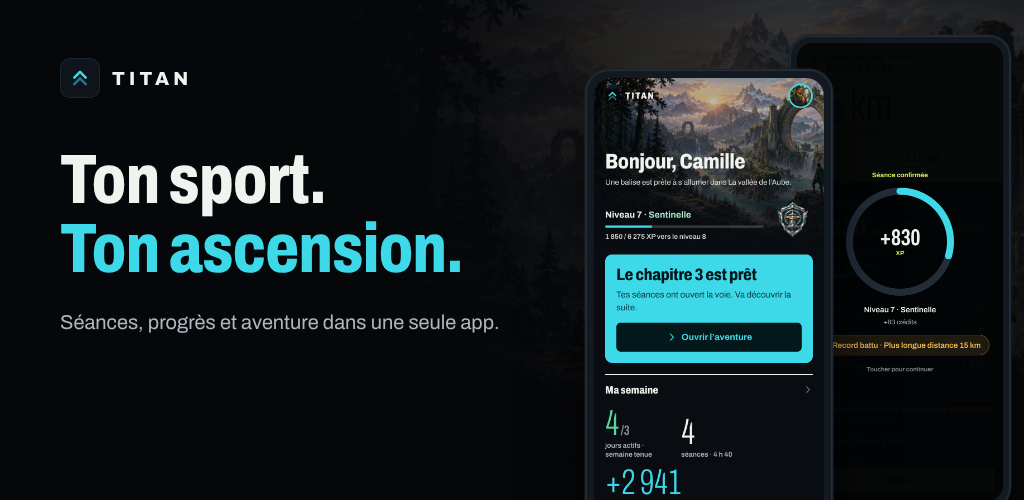 TITAN
Ton sport.
Ton ascension.
Séances, progrès et aventure dans une seule app.
TITAN
Bonjour, Camille
Une balise est prête à s'allumer dans La vallée de l'Aube.
Niveau 7 · Sentinelle
1 850 / 6 275 XP vers le niveau 8
Le chapitre 3 est prêt
Tes séances ont ouvert la voie. Va découvrir la
suite.
Ouvrir l'aventure
Ma semaine
4/3
jours actifs ·
semaine tenue
4
séances · 4 h 40
+2 941
km
Séance confirmée
+830
XP
Niveau 7 · Sentinelle
+83 crédits
Record battu · Plus longue distance 15 km
Toucher pour continuer